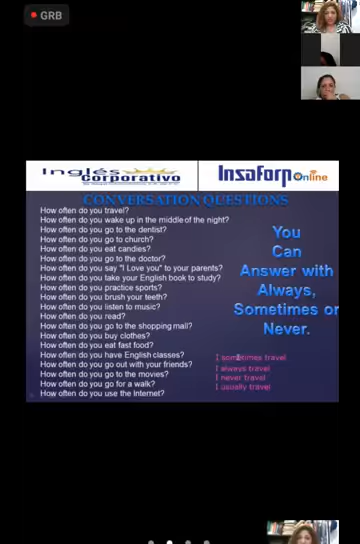 GRB
Inglés Corporativo
Insaforp Online
CONVERSATION QUESTIONS
How often do you travel?
How often do you wake up in the middle of the night?
How often do you go to the dentist?
How often do you go to church?
How often do you eat candies?
How often do you go to the doctor?
How often do you say "I Love you" to your parents?
How often do you take your English book to study?
How often do you practice sports?
How often do you brush your teeth?
How often do you listen to music?
How often do you read?
How often do you go to the shopping mall?
How often do you buy clothes?
How often do you eat fast food?
How often do you have English classes?
How often do you go out with your friends?
How often do you go to the movies?
How often do you go for a walk?
How often do you use the Internet?
You
Can
Answer with
Always,
Sometimes or
Never.
I sometimes travel
I always travel
I never travel
I usually travel